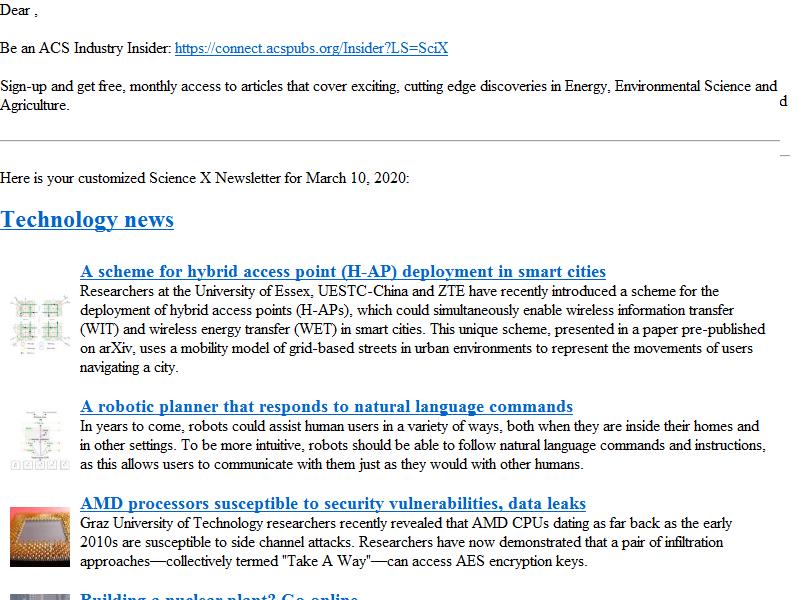 Dear ,
Be an ACS Industry Insider: https://connect.acspubs.org/Insider?LS=SciX
Sign-up and get free, monthly access to articles that cover exciting, cutting edge discoveries in Energy, Environmental Science and
d
Agriculture.
Here is your customized Science X Newsletter for March 10, 2020:
Technology news
A scheme for hybrid access point (H-AP) deployment in smart cities
Researchers at the University of Essex, UESTC-China and ZTE have recently introduced a scheme for the
deployment of hybrid access points (H-APs), which could simultaneously enable wireless information transfer
(WIT) and wireless energy transfer (WET) in smart cities. This unique scheme, presented in a paper pre-published
on arXiv, uses a mobility model of grid-based streets in urban environments to represent the movements of users
navigating a city.
A robotic planner that responds to natural language commands
In years to come, robots could assist human users in a variety of ways, both when they are inside their homes and
in other settings. To be more intuitive, robots should be able to follow natural language commands and instructions,
as this allows users to communicate with them just as they would with other humans.
AMD processors susceptible to security vulnerabilities, data leaks
Graz University of Technology researchers recently revealed that AMD CPUs dating as far back as the early
2010s are susceptible to side channel attacks. Researchers have now demonstrated that a pair of infiltration
approaches—collectively termed "Take A Way"—can access AES encryption keys.
Building a nuclear plant? Go online